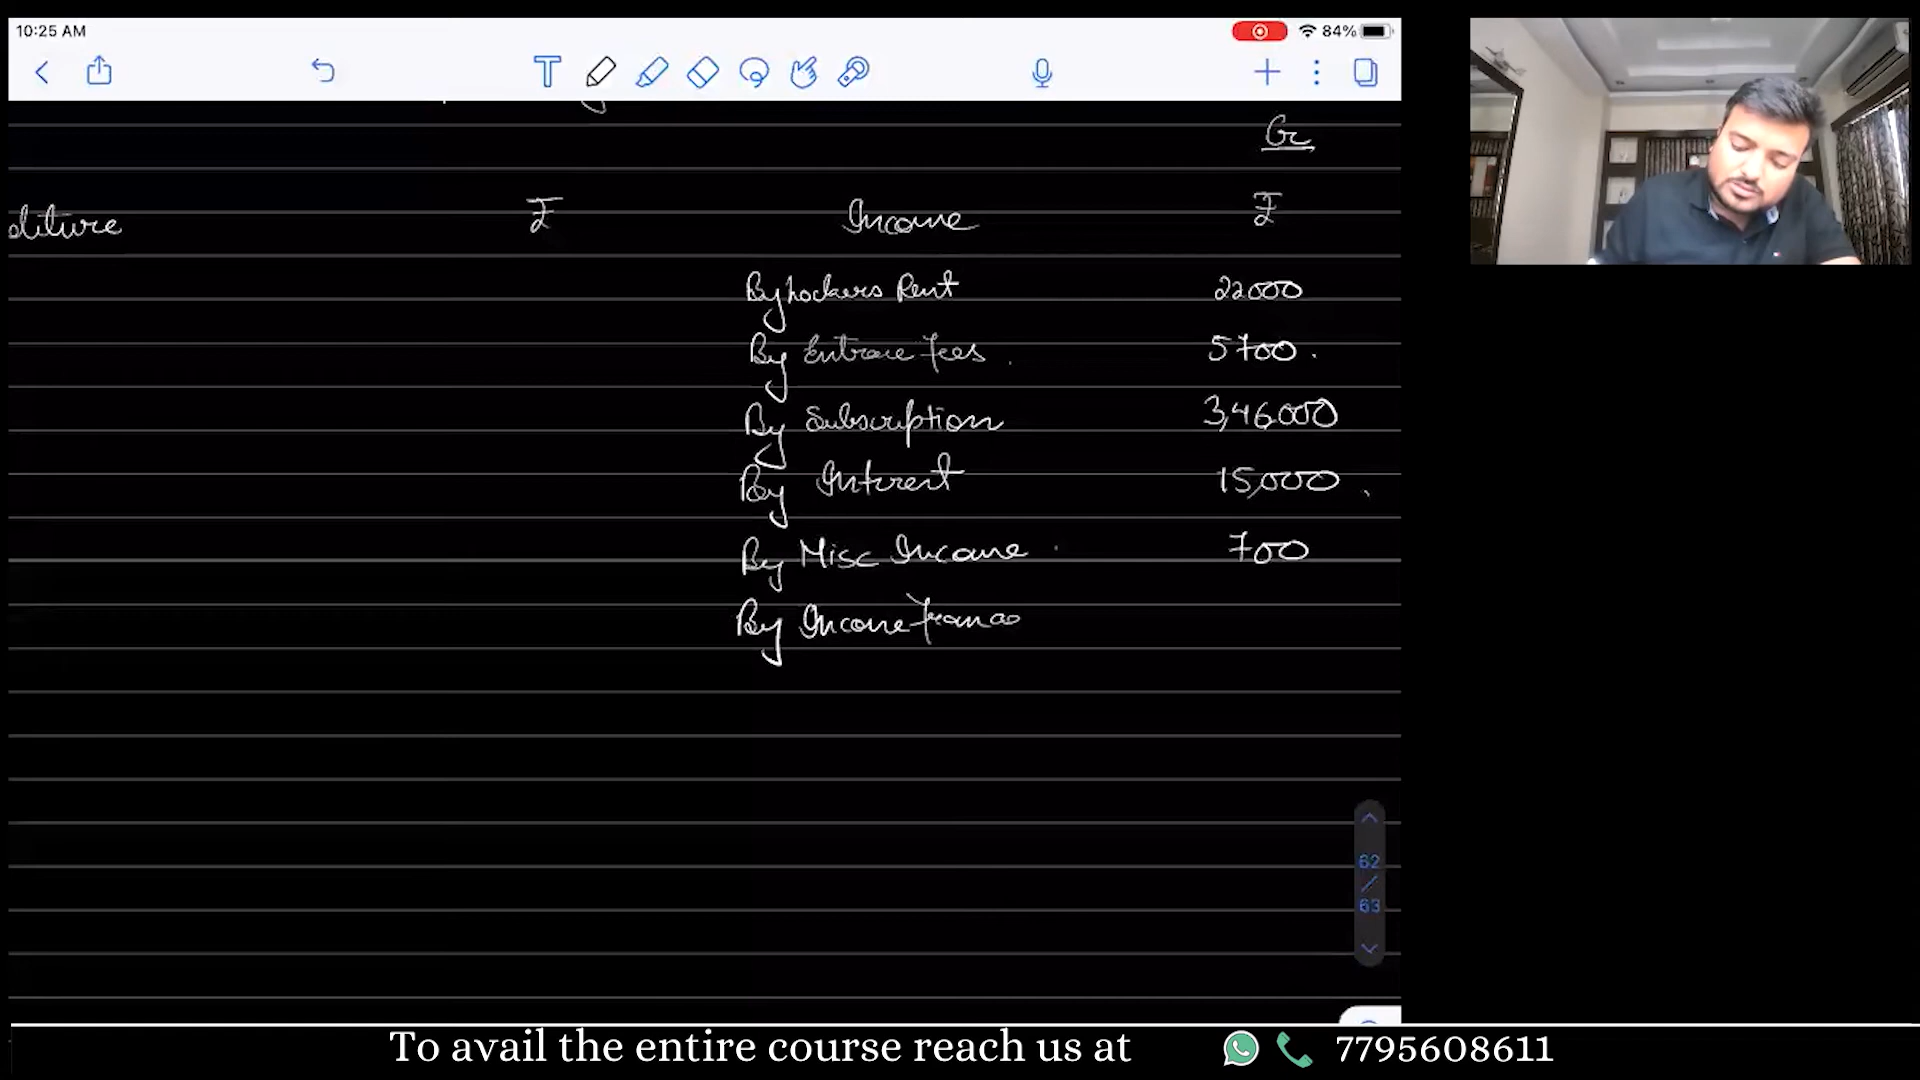 10:25 AM
84%
Cr
diture ₹ Income ₹
By Lockers Rent 22000
By Entrace fees . 5700 .
By Subscription 3,46000
By Interest 15,000
By Misc Income 700
By Income from
62
/
63
To avail the entire course reach us at 7795608611